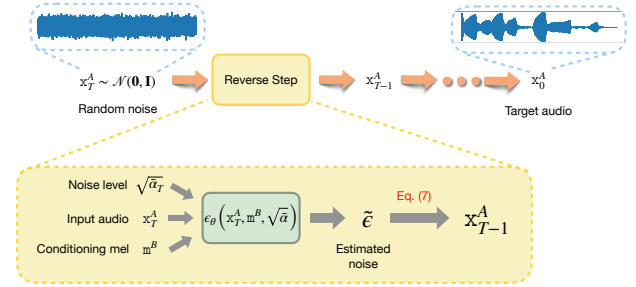 x_T^A ∼ 𝒩(𝟎, 𝐈)
Random noise
Reverse Step
x_{T−1}^A
x_0^A
Target audio
Noise level √ᾱ_T
Input audio x_T^A
Conditioning mel m^B
ϵ_θ(x_T^A, m^B, √ᾱ)
ϵ̃
Estimated
noise
Eq. (7)
x_{T−1}^A